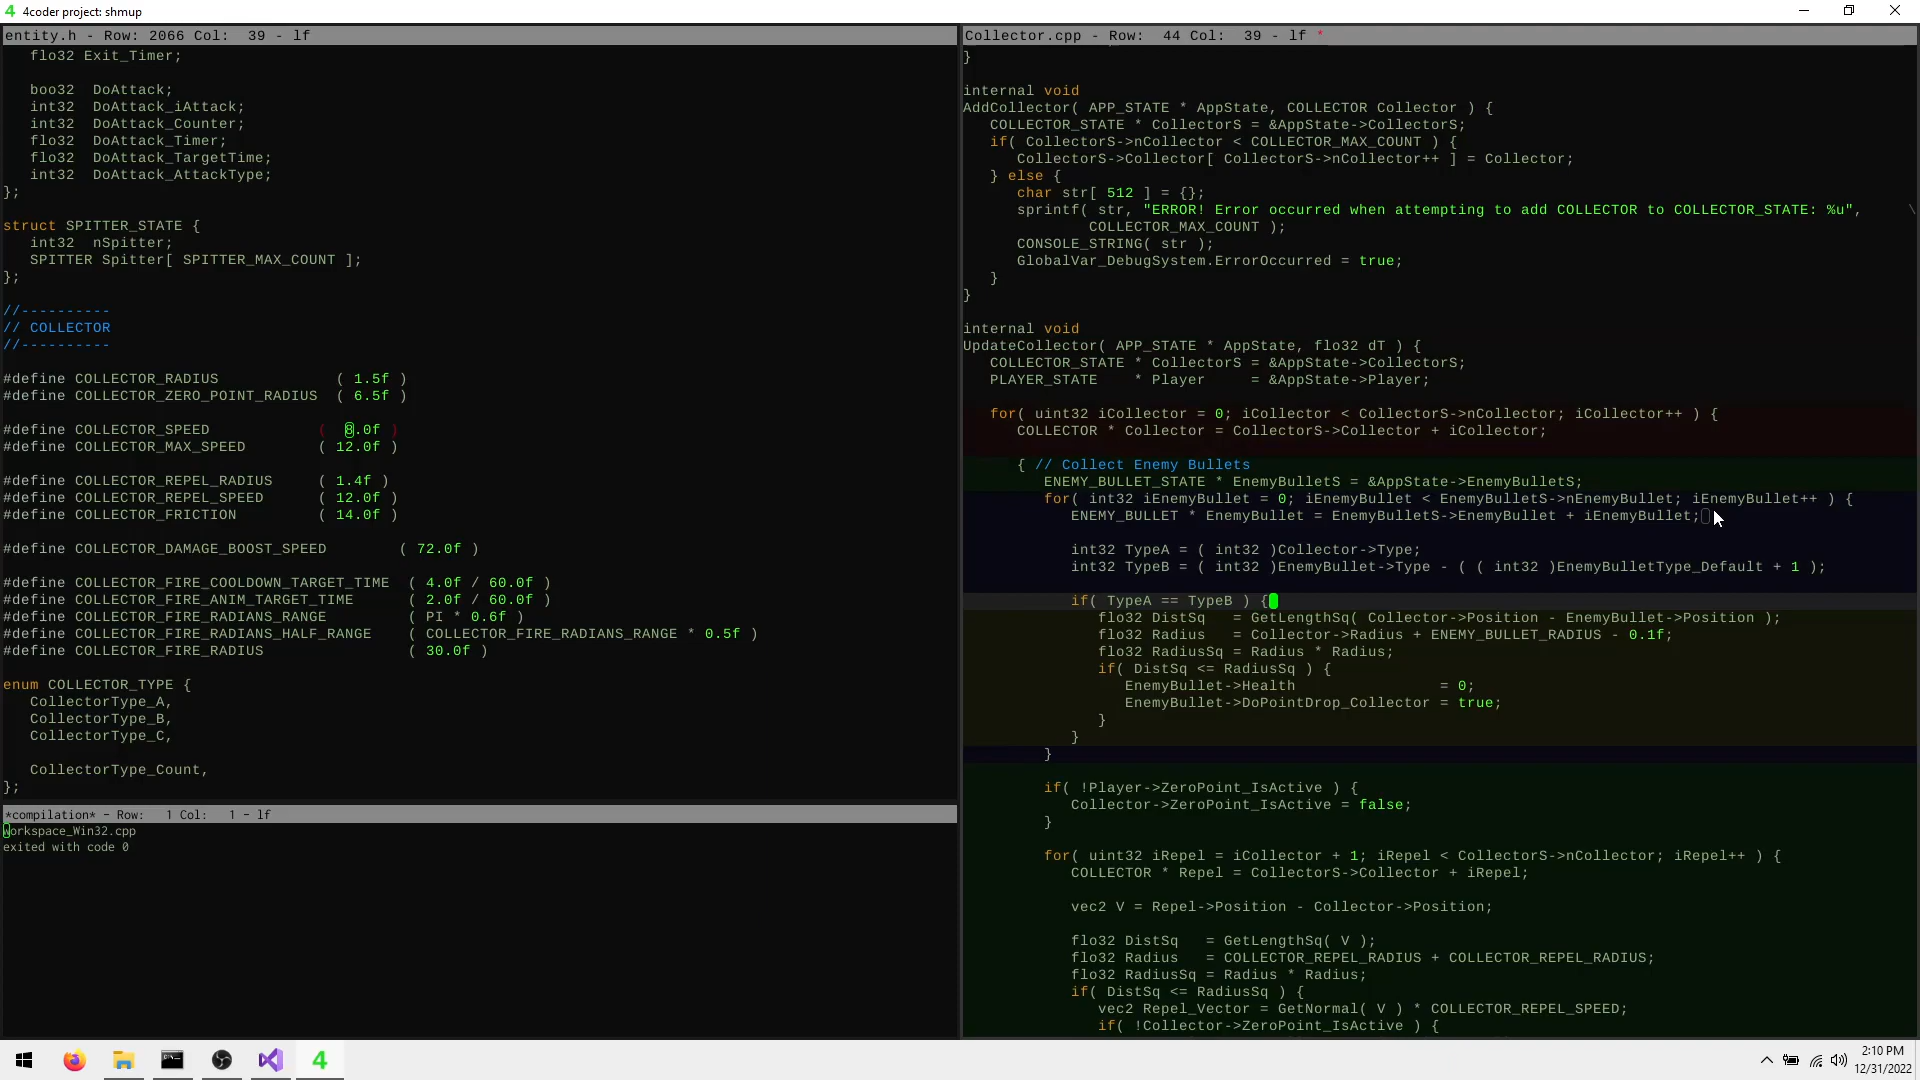 4 4coder project: shmup
entity.h - Row: 2066 Col:  39 - lf
flo32 Exit_Timer;
boo32  DoAttack;
int32  DoAttack_iAttack;
int32  DoAttack_Counter;
flo32  DoAttack_Timer;
flo32  DoAttack_TargetTime;
int32  DoAttack_AttackType;
};
struct SPITTER_STATE {
int32  nSpitter;
SPITTER Spitter[ SPITTER_MAX_COUNT ];
};
//----------
// COLLECTOR
//----------
#define COLLECTOR_RADIUS             ( 1.5f )
#define COLLECTOR_ZERO_POINT_RADIUS  ( 6.5f )
#define COLLECTOR_SPEED            (  8.0f )
#define COLLECTOR_MAX_SPEED        ( 12.0f )
#define COLLECTOR_REPEL_RADIUS     ( 1.4f )
#define COLLECTOR_REPEL_SPEED      ( 12.0f )
#define COLLECTOR_FRICTION         ( 14.0f )
#define COLLECTOR_DAMAGE_BOOST_SPEED        ( 72.0f )
#define COLLECTOR_FIRE_COOLDOWN_TARGET_TIME  ( 4.0f / 60.0f )
#define COLLECTOR_FIRE_ANIM_TARGET_TIME      ( 2.0f / 60.0f )
#define COLLECTOR_FIRE_RADIANS_RANGE         ( PI * 0.6f )
#define COLLECTOR_FIRE_RADIANS_HALF_RANGE    ( COLLECTOR_FIRE_RADIANS_RANGE * 0.5f )
#define COLLECTOR_FIRE_RADIUS                ( 30.0f )
enum COLLECTOR_TYPE {
CollectorType_A,
CollectorType_B,
CollectorType_C,
CollectorType_Count,
};
*compilation* - Row:   1 Col:   1 - lf
workspace_Win32.cpp
exited with code 0
Collector.cpp - Row:  44 Col:  39 - lf *
}
internal void
AddCollector( APP_STATE * AppState, COLLECTOR Collector ) {
COLLECTOR_STATE * CollectorS = &AppState->CollectorS;
if( CollectorS->nCollector < COLLECTOR_MAX_COUNT ) {
CollectorS->Collector[ CollectorS->nCollector++ ] = Collector;
} else {
char str[ 512 ] = {};
sprintf( str, "ERROR! Error occurred when attempting to add COLLECTOR to COLLECTOR_STATE: %u", \
COLLECTOR_MAX_COUNT );
CONSOLE_STRING( str );
GlobalVar_DebugSystem.ErrorOccurred = true;
}
}
internal void
UpdateCollector( APP_STATE * AppState, flo32 dT ) {
COLLECTOR_STATE * CollectorS = &AppState->CollectorS;
PLAYER_STATE    * Player     = &AppState->Player;
for( uint32 iCollector = 0; iCollector < CollectorS->nCollector; iCollector++ ) {
COLLECTOR * Collector = CollectorS->Collector + iCollector;
{ // Collect Enemy Bullets
ENEMY_BULLET_STATE * EnemyBulletS = &AppState->EnemyBulletS;
for( int32 iEnemyBullet = 0; iEnemyBullet < EnemyBulletS->nEnemyBullet; iEnemyBullet++ ) {
ENEMY_BULLET * EnemyBullet = EnemyBulletS->EnemyBullet + iEnemyBullet;
int32 TypeA = ( int32 )Collector->Type;
int32 TypeB = ( int32 )EnemyBullet->Type - ( ( int32 )EnemyBulletType_Default + 1 );
if( TypeA == TypeB ) {
flo32 DistSq   = GetLengthSq( Collector->Position - EnemyBullet->Position );
flo32 Radius   = Collector->Radius + ENEMY_BULLET_RADIUS - 0.1f;
flo32 RadiusSq = Radius * Radius;
if( DistSq <= RadiusSq ) {
EnemyBullet->Health                = 0;
EnemyBullet->DoPointDrop_Collector = true;
}
}
}
if( !Player->ZeroPoint_IsActive ) {
Collector->ZeroPoint_IsActive = false;
}
for( uint32 iRepel = iCollector + 1; iRepel < CollectorS->nCollector; iRepel++ ) {
COLLECTOR * Repel = CollectorS->Collector + iRepel;
vec2 V = Repel->Position - Collector->Position;
flo32 DistSq   = GetLengthSq( V );
flo32 Radius   = COLLECTOR_REPEL_RADIUS + COLLECTOR_REPEL_RADIUS;
flo32 RadiusSq = Radius * Radius;
if( DistSq <= RadiusSq ) {
vec2 Repel_Vector = GetNormal( V ) * COLLECTOR_REPEL_SPEED;
if( !Collector->ZeroPoint_IsActive ) {
4
2:10 PM
12/31/2022